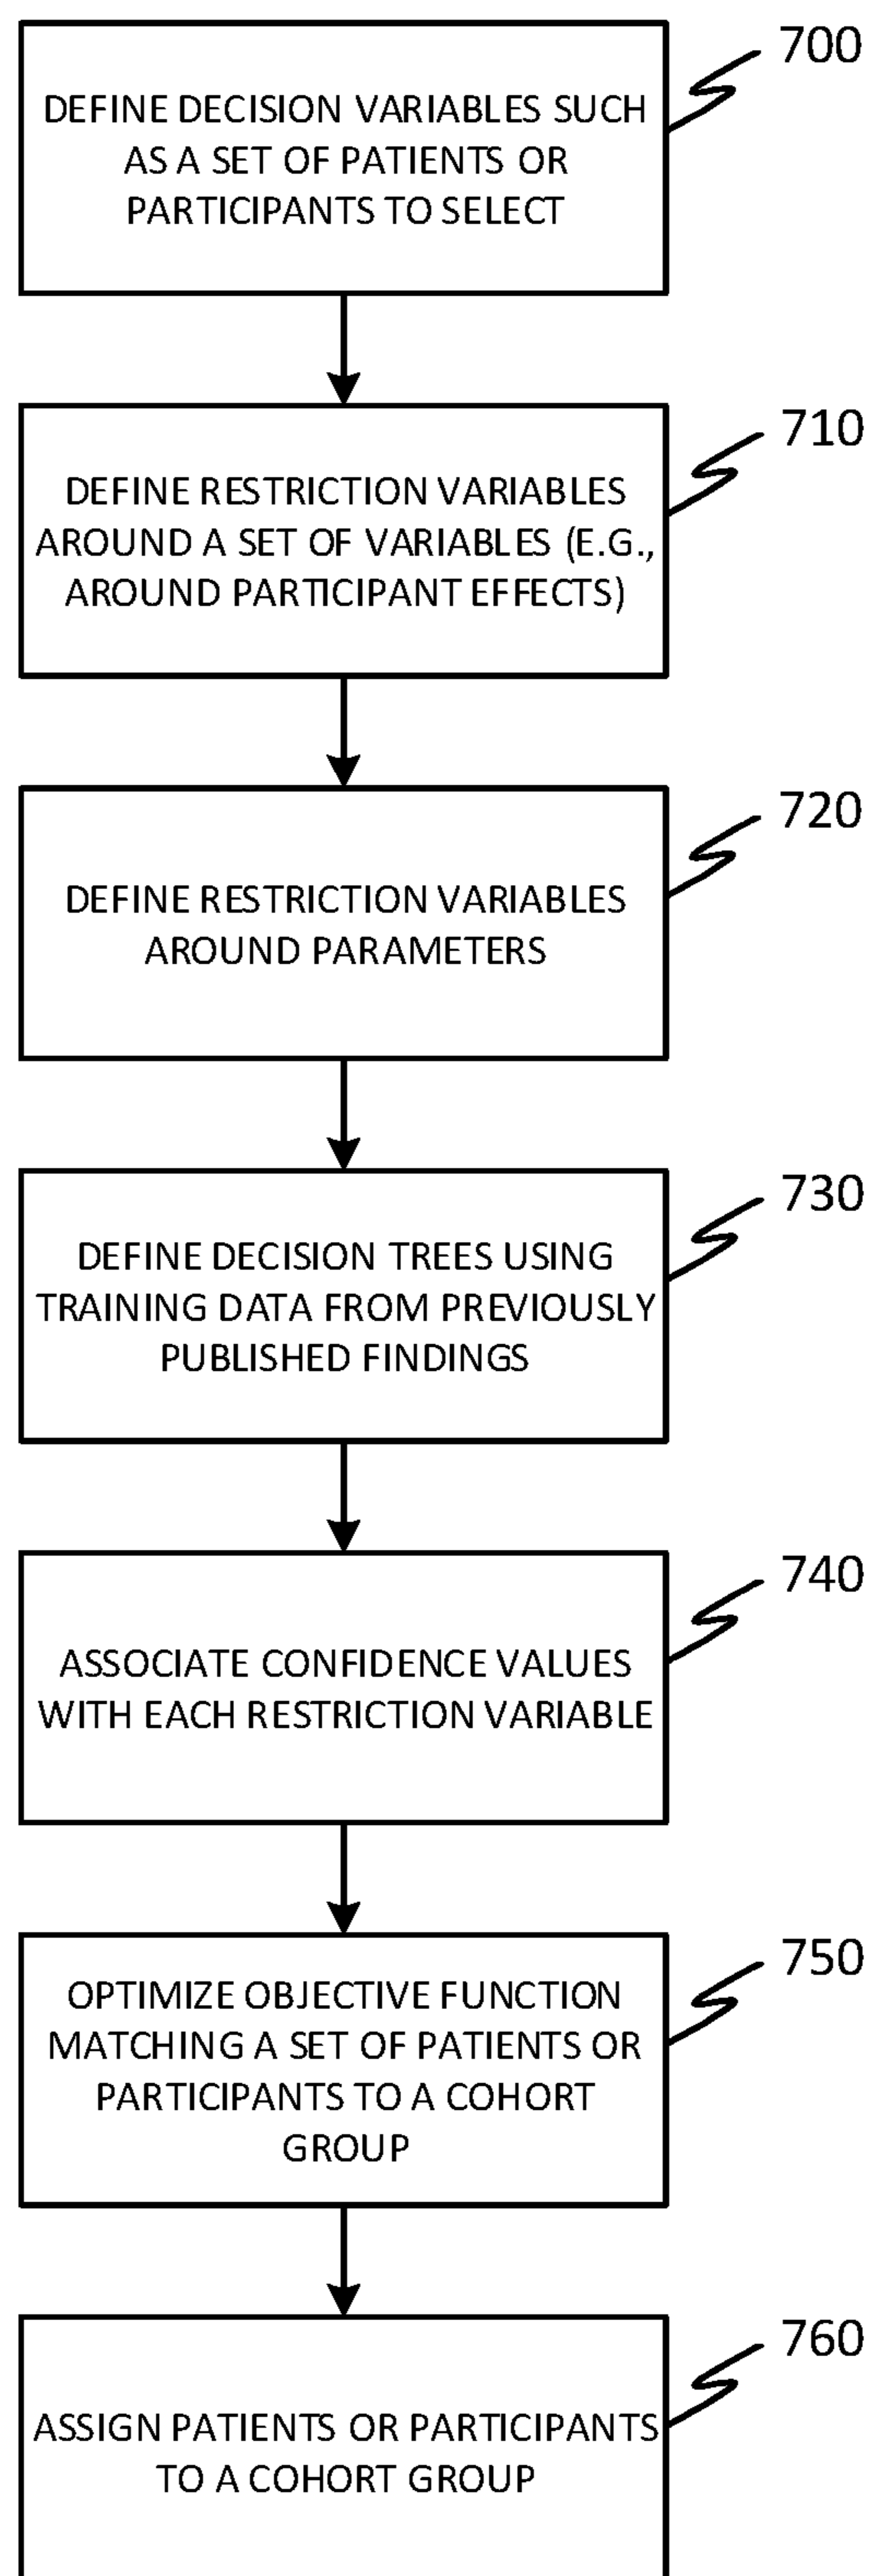 700
DEFINE DECISION VARIABLES SUCH
AS A SET OF PATIENTS OR
PARTICIPANTS TO SELECT
710
DEFINE RESTRICTION VARIABLES
AROUND A SET OF VARIABLES (E.G.,
AROUND PARTICIPANT EFFECTS)
720
DEFINE RESTRICTION VARIABLES
AROUND PARAMETERS
730
DEFINE DECISION TREES USING
TRAINING DATA FROM PREVIOUSLY
PUBLISHED FINDINGS
740
ASSOCIATE CONFIDENCE VALUES
WITH EACH RESTRICTION VARIABLE
750
OPTIMIZE OBJECTIVE FUNCTION
MATCHING A SET OF PATIENTS OR
PARTICIPANTS TO A COHORT
GROUP
760
ASSIGN PATIENTS OR PARTICIPANTS
TO A COHORT GROUP